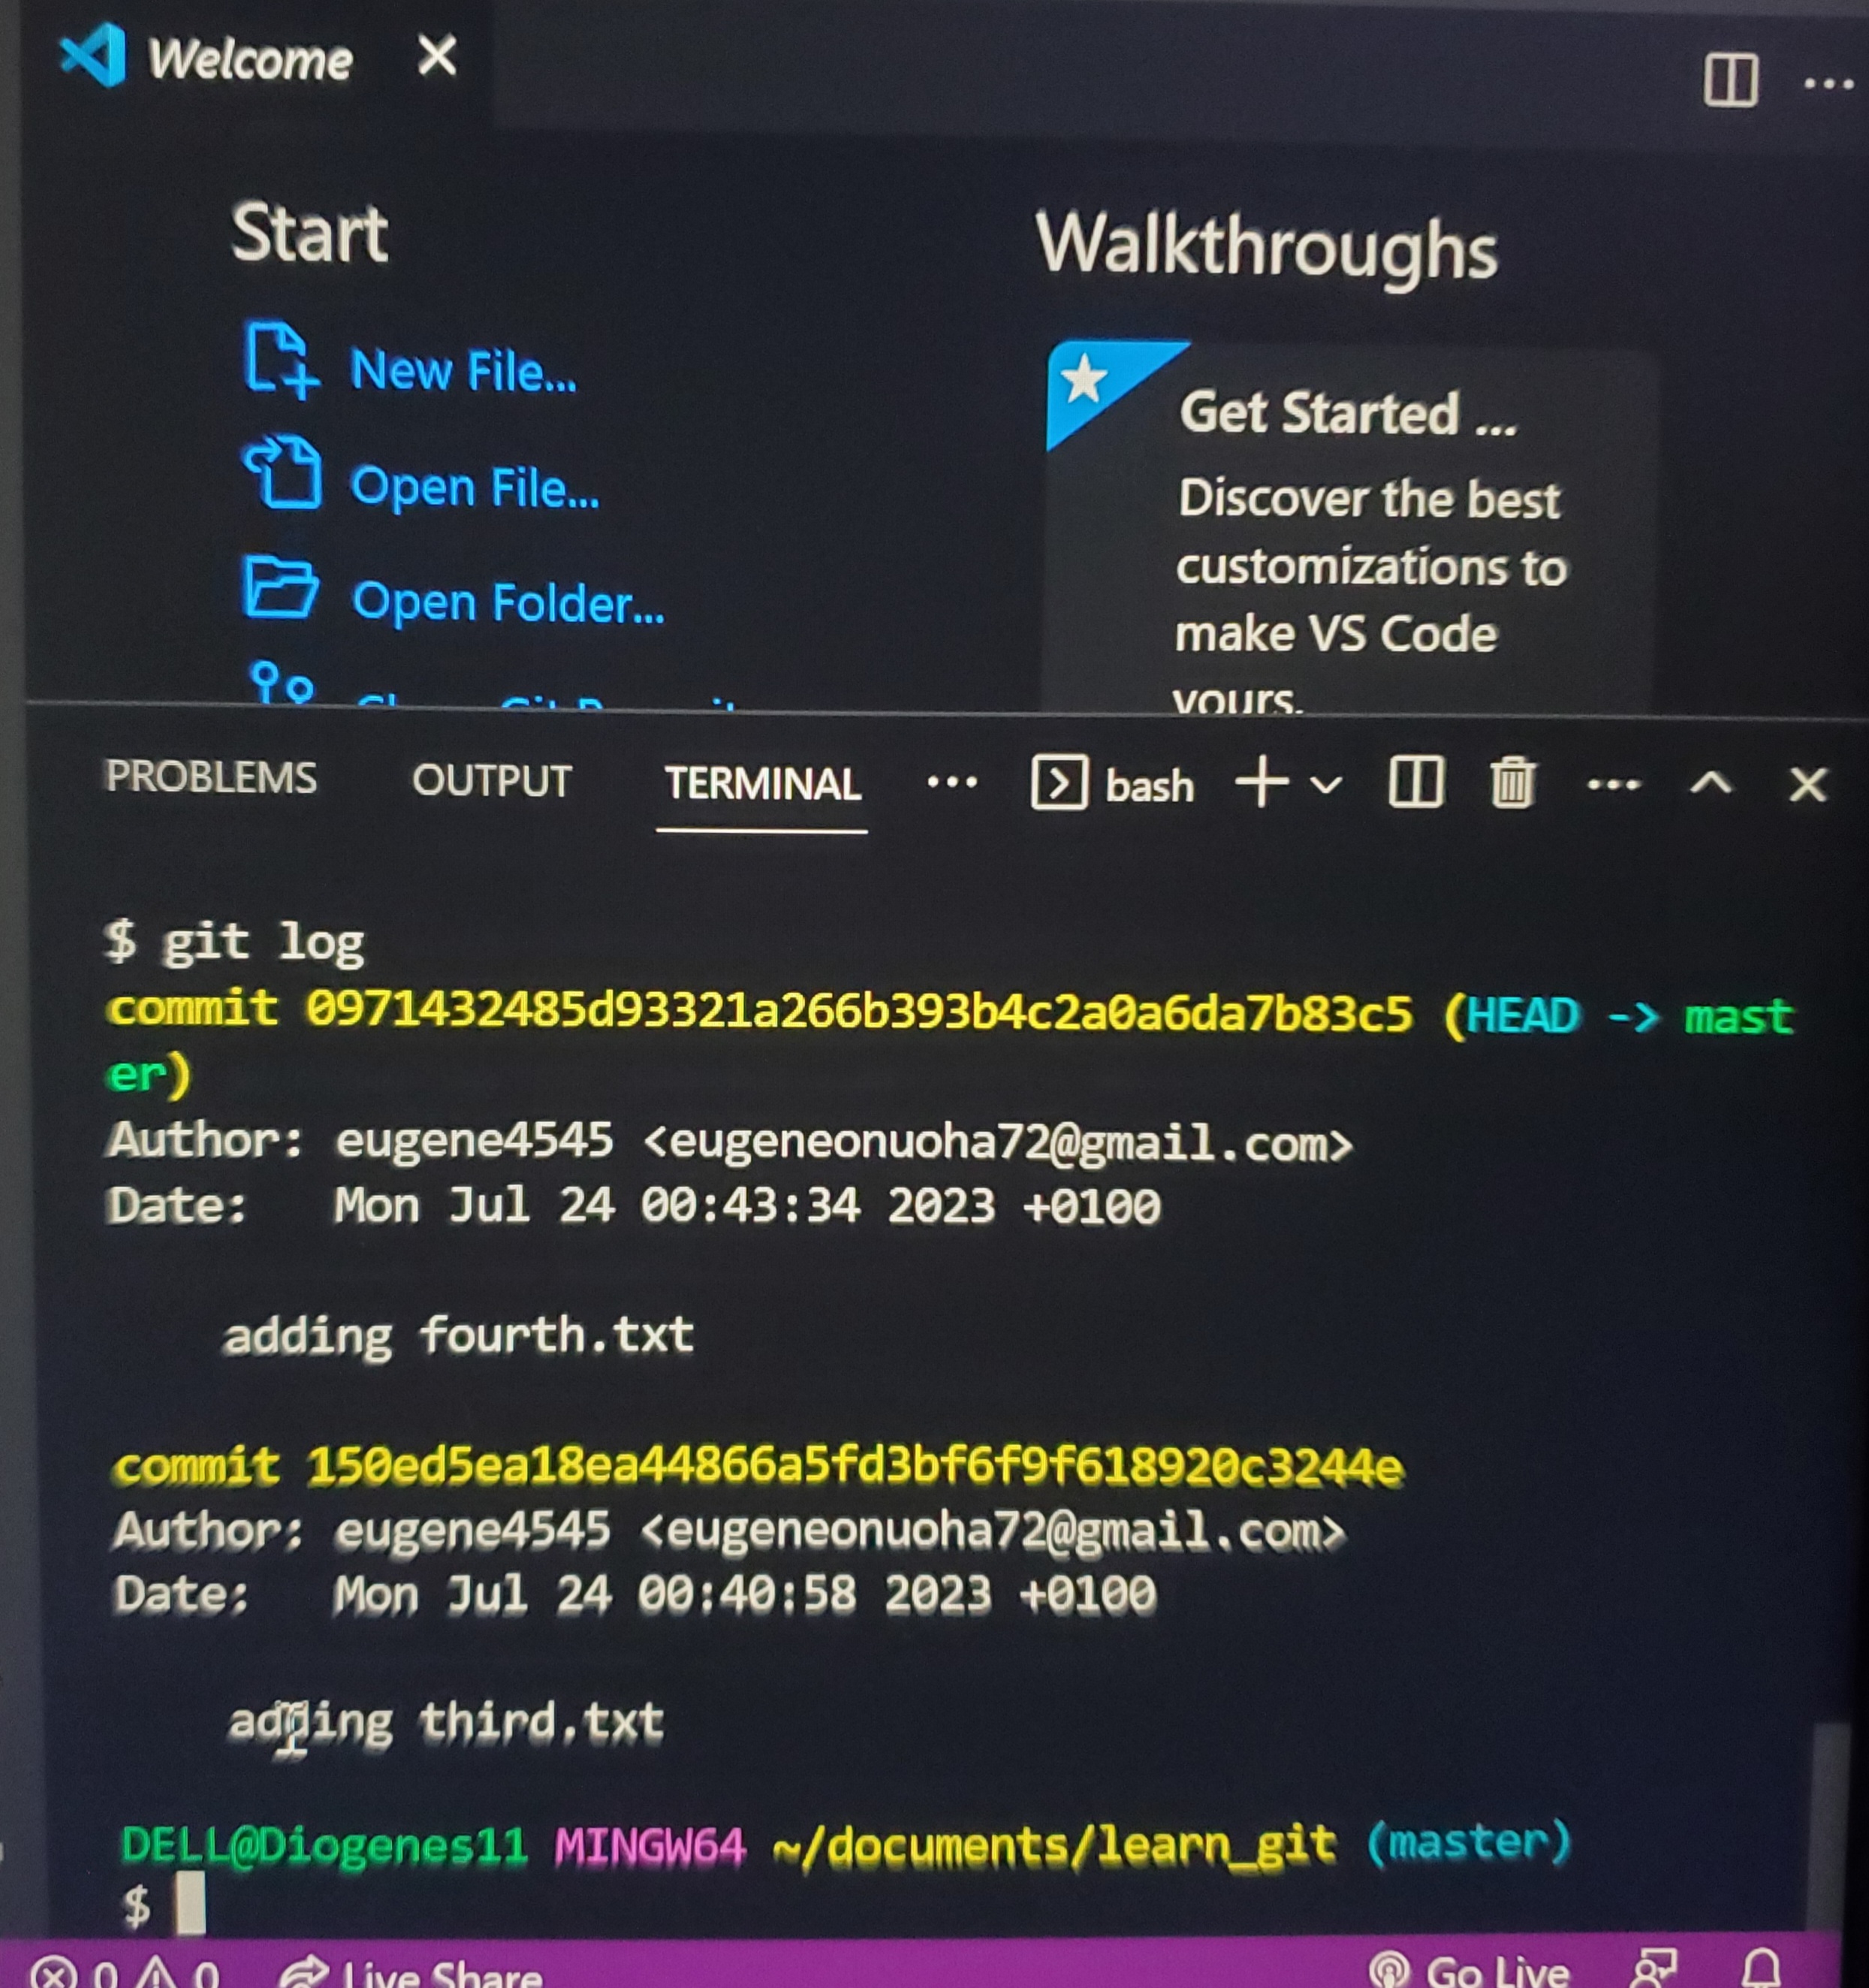 Welcome
Start
Walkthroughs
New File...
Open File...
Open Folder...
Get Started ...
Discover the best
customizations to
make VS Code
yours.
PROBLEMS OUTPUT TERMINAL ... bash
$ git log
commit 0971432485d93321a266b393b4c2a0a6da7b83c5 (HEAD -> mast
er)
Author: eugene4545 <eugeneonuoha72@gmail.com>
Date:   Mon Jul 24 00:43:34 2023 +0100
adding fourth.txt
commit 150ed5ea18ea44866a5fd3bf6f9f618920c3244e
Author: eugene4545 <eugeneonuoha72@gmail.com>
Date:   Mon Jul 24 00:40:58 2023 +0100
adding third.txt
DELL@Diogenes11 MINGW64 ~/documents/learn_git (master)
$
0 0 Live Share Go Live